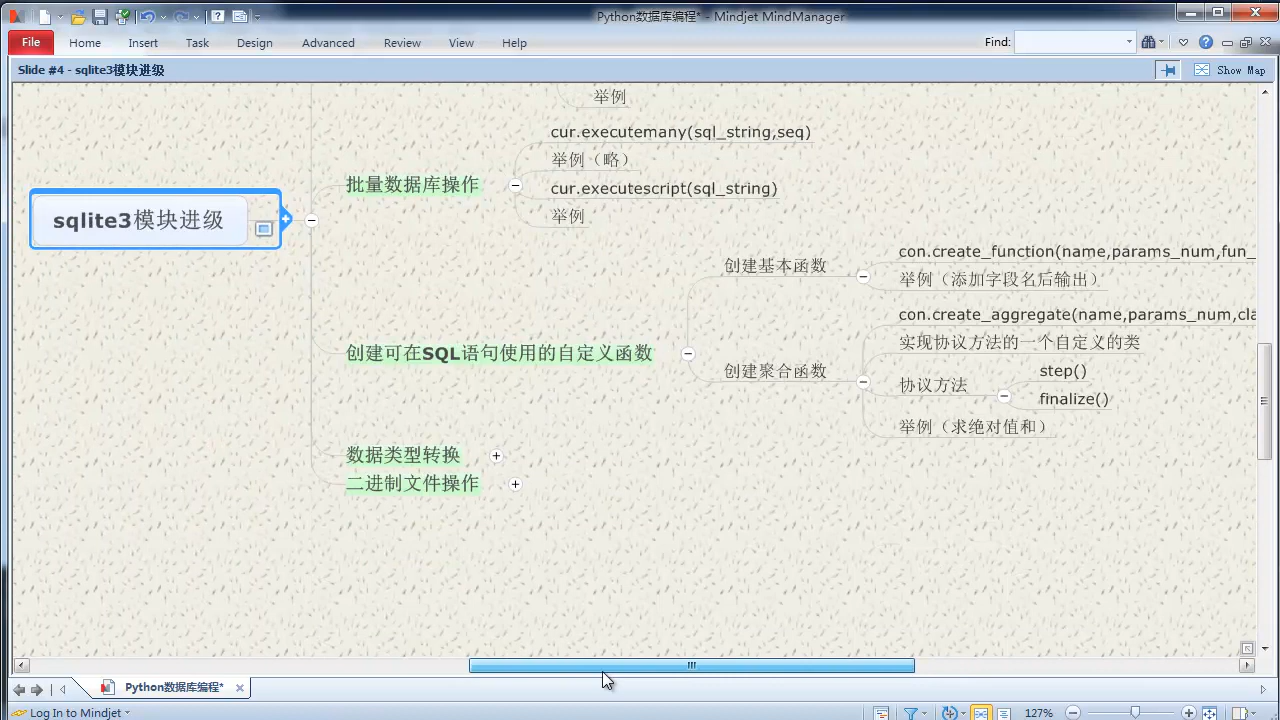 Python数据库编程* - Mindjet MindManager
File Home Insert Task Design Advanced Review View Help Find:
Slide #4 - sqlite3模块进级 Show Map
举例
cur.executemany(sql_string,seq)
举例（略）
批量数据库操作
cur.executescript(sql_string)
举例
sqlite3模块进级
con.create_function(name,params_num,fun_
创建基本函数
举例（添加字段名后输出）
con.create_aggregate(name,params_num,cla
实现协议方法的一个自定义的类
创建可在SQL语句使用的自定义函数
创建聚合函数
step()
协议方法
finalize()
举例（求绝对值和）
数据类型转换
二进制文件操作
Python数据库编程*
Log In to Mindjet 127%